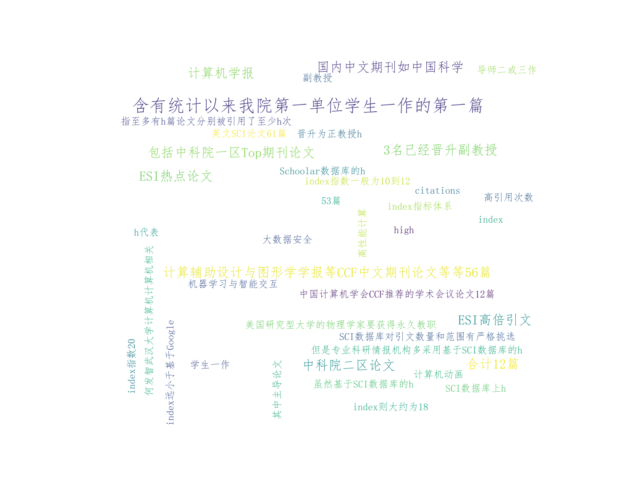 国内中文期刊如中国科学
计算机学报
导师二或三作
副教授
含有统计以来我院第一单位学生一作的第一篇
指至多有h篇论文分别被引用了至少h次
英文SCI论文61篇
晋升为正教授h
3名已经晋升副教授
包括中科院一区Top期刊论文
Schoolar数据库的h
ESI热点论文
index指数一般为10到12
citations
高引用次数
53篇
index指标体系
index
high
h代表
大数据安全
高性能计算
计算辅助设计与图形学学报等CCF中文期刊论文等等56篇
机器学习与智能交互
中国计算机学会CCF推荐的学术会议论文12篇
何发智武汉大学计算机计算机相关
ESI高倍引文
美国研究型大学的物理学家要获得永久教职
SCI数据库对引文数量和范围有严格挑选
index远小于基于Google
但是专业科研情报机构多采用基于SCI数据库的h
index指数20
学生一作
中科院二区论文
合计12篇
其中主导论文
计算机动画
虽然基于SCI数据库的h
SCI数据库上h
index则大约为18